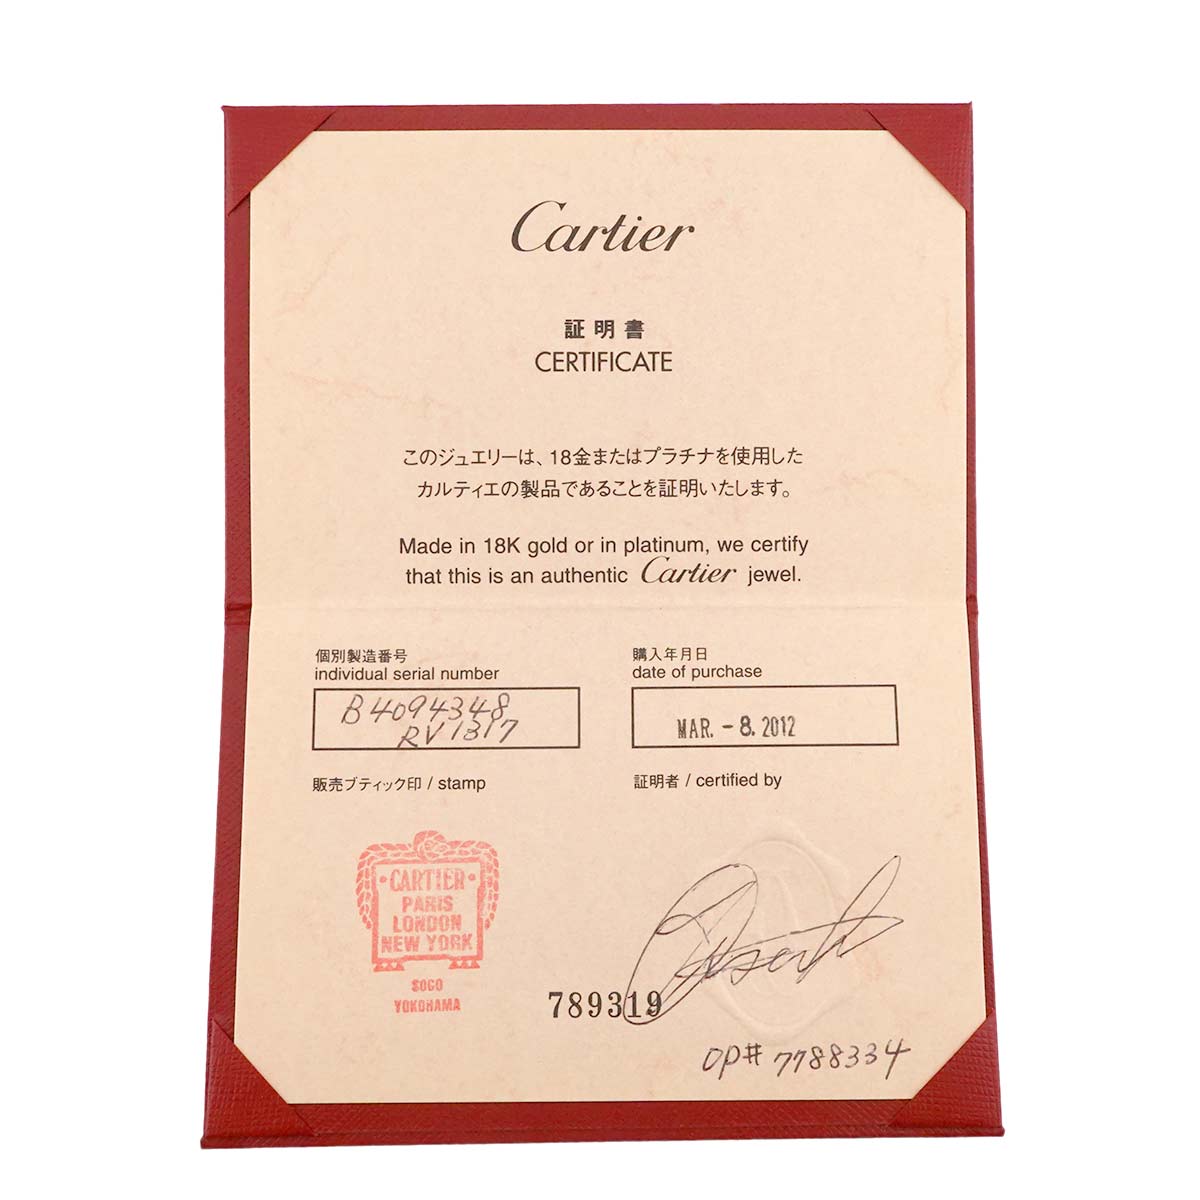 Cartier
証明書
CERTIFICATE
このジュエリーは、18金またはプラチナを使用した
カルティエの製品であることを証明いたします。
Made in 18K gold or in platinum, we certify
that this is an authentic Cartier jewel.
個別製造番号
individual serial number
B4094348
RV1317
購入年月日
date of purchase
MAR. -8. 2012
販売ブティック印 / stamp
証明者 / certified by
·CARTIER·
PARIS
LONDON
NEW YORK
SOGO
YOKOHAMA
789319
OP# 7788334